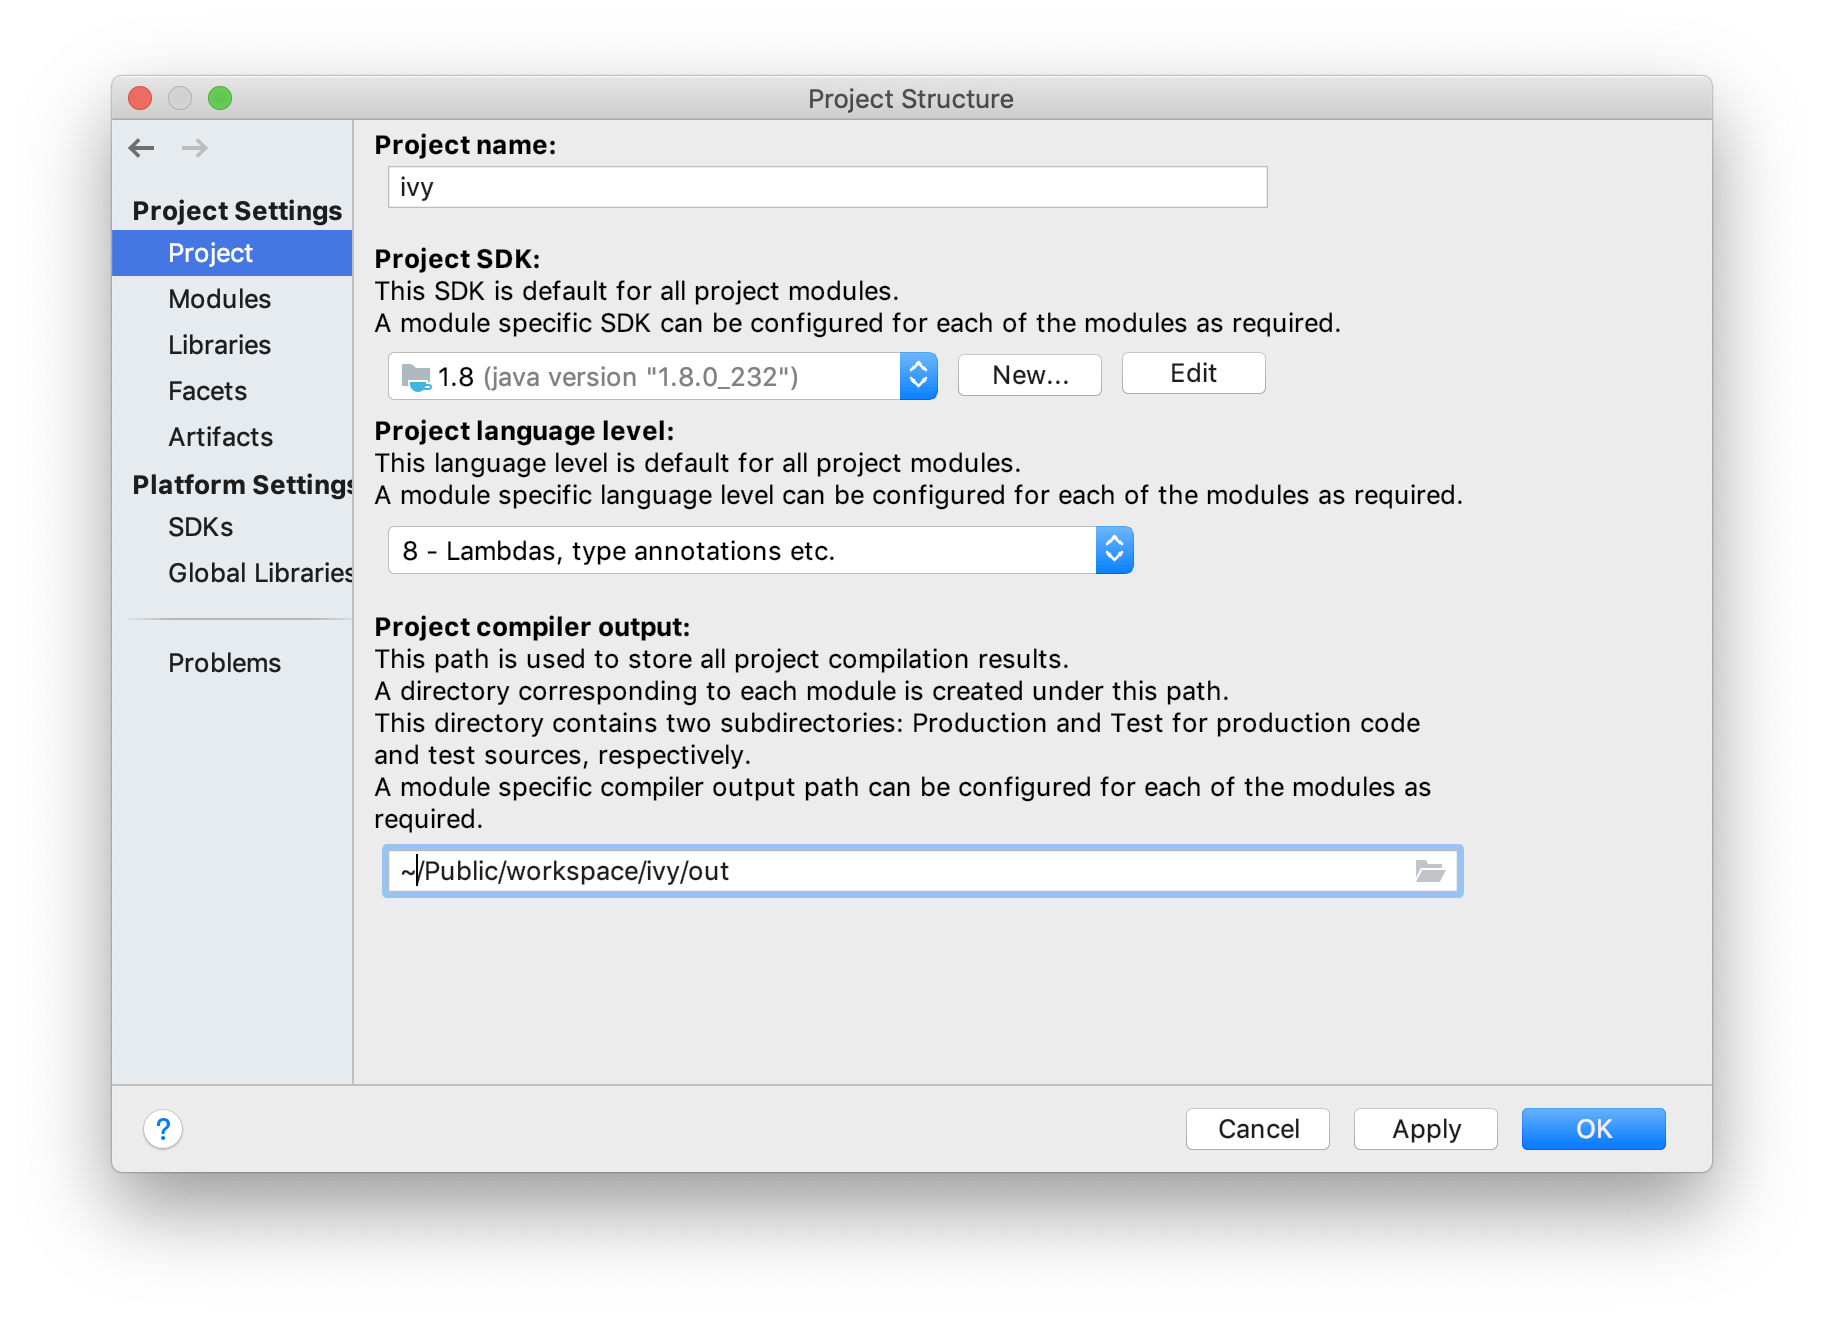 Project Structure
Project Settings
Project
Modules
Libraries
Facets
Artifacts
Platform Settings
SDKs
Global Libraries
Problems
Project name:
ivy
Project SDK:
This SDK is default for all project modules.
A module specific SDK can be configured for each of the modules as required.
1.8 (java version "1.8.0_232")
New...
Edit
Project language level:
This language level is default for all project modules.
A module specific language level can be configured for each of the modules as required.
8 - Lambdas, type annotations etc.
Project compiler output:
This path is used to store all project compilation results.
A directory corresponding to each module is created under this path.
This directory contains two subdirectories: Production and Test for production code
and test sources, respectively.
A module specific compiler output path can be configured for each of the modules as
required.
~/Public/workspace/ivy/out
?
Cancel
Apply
OK